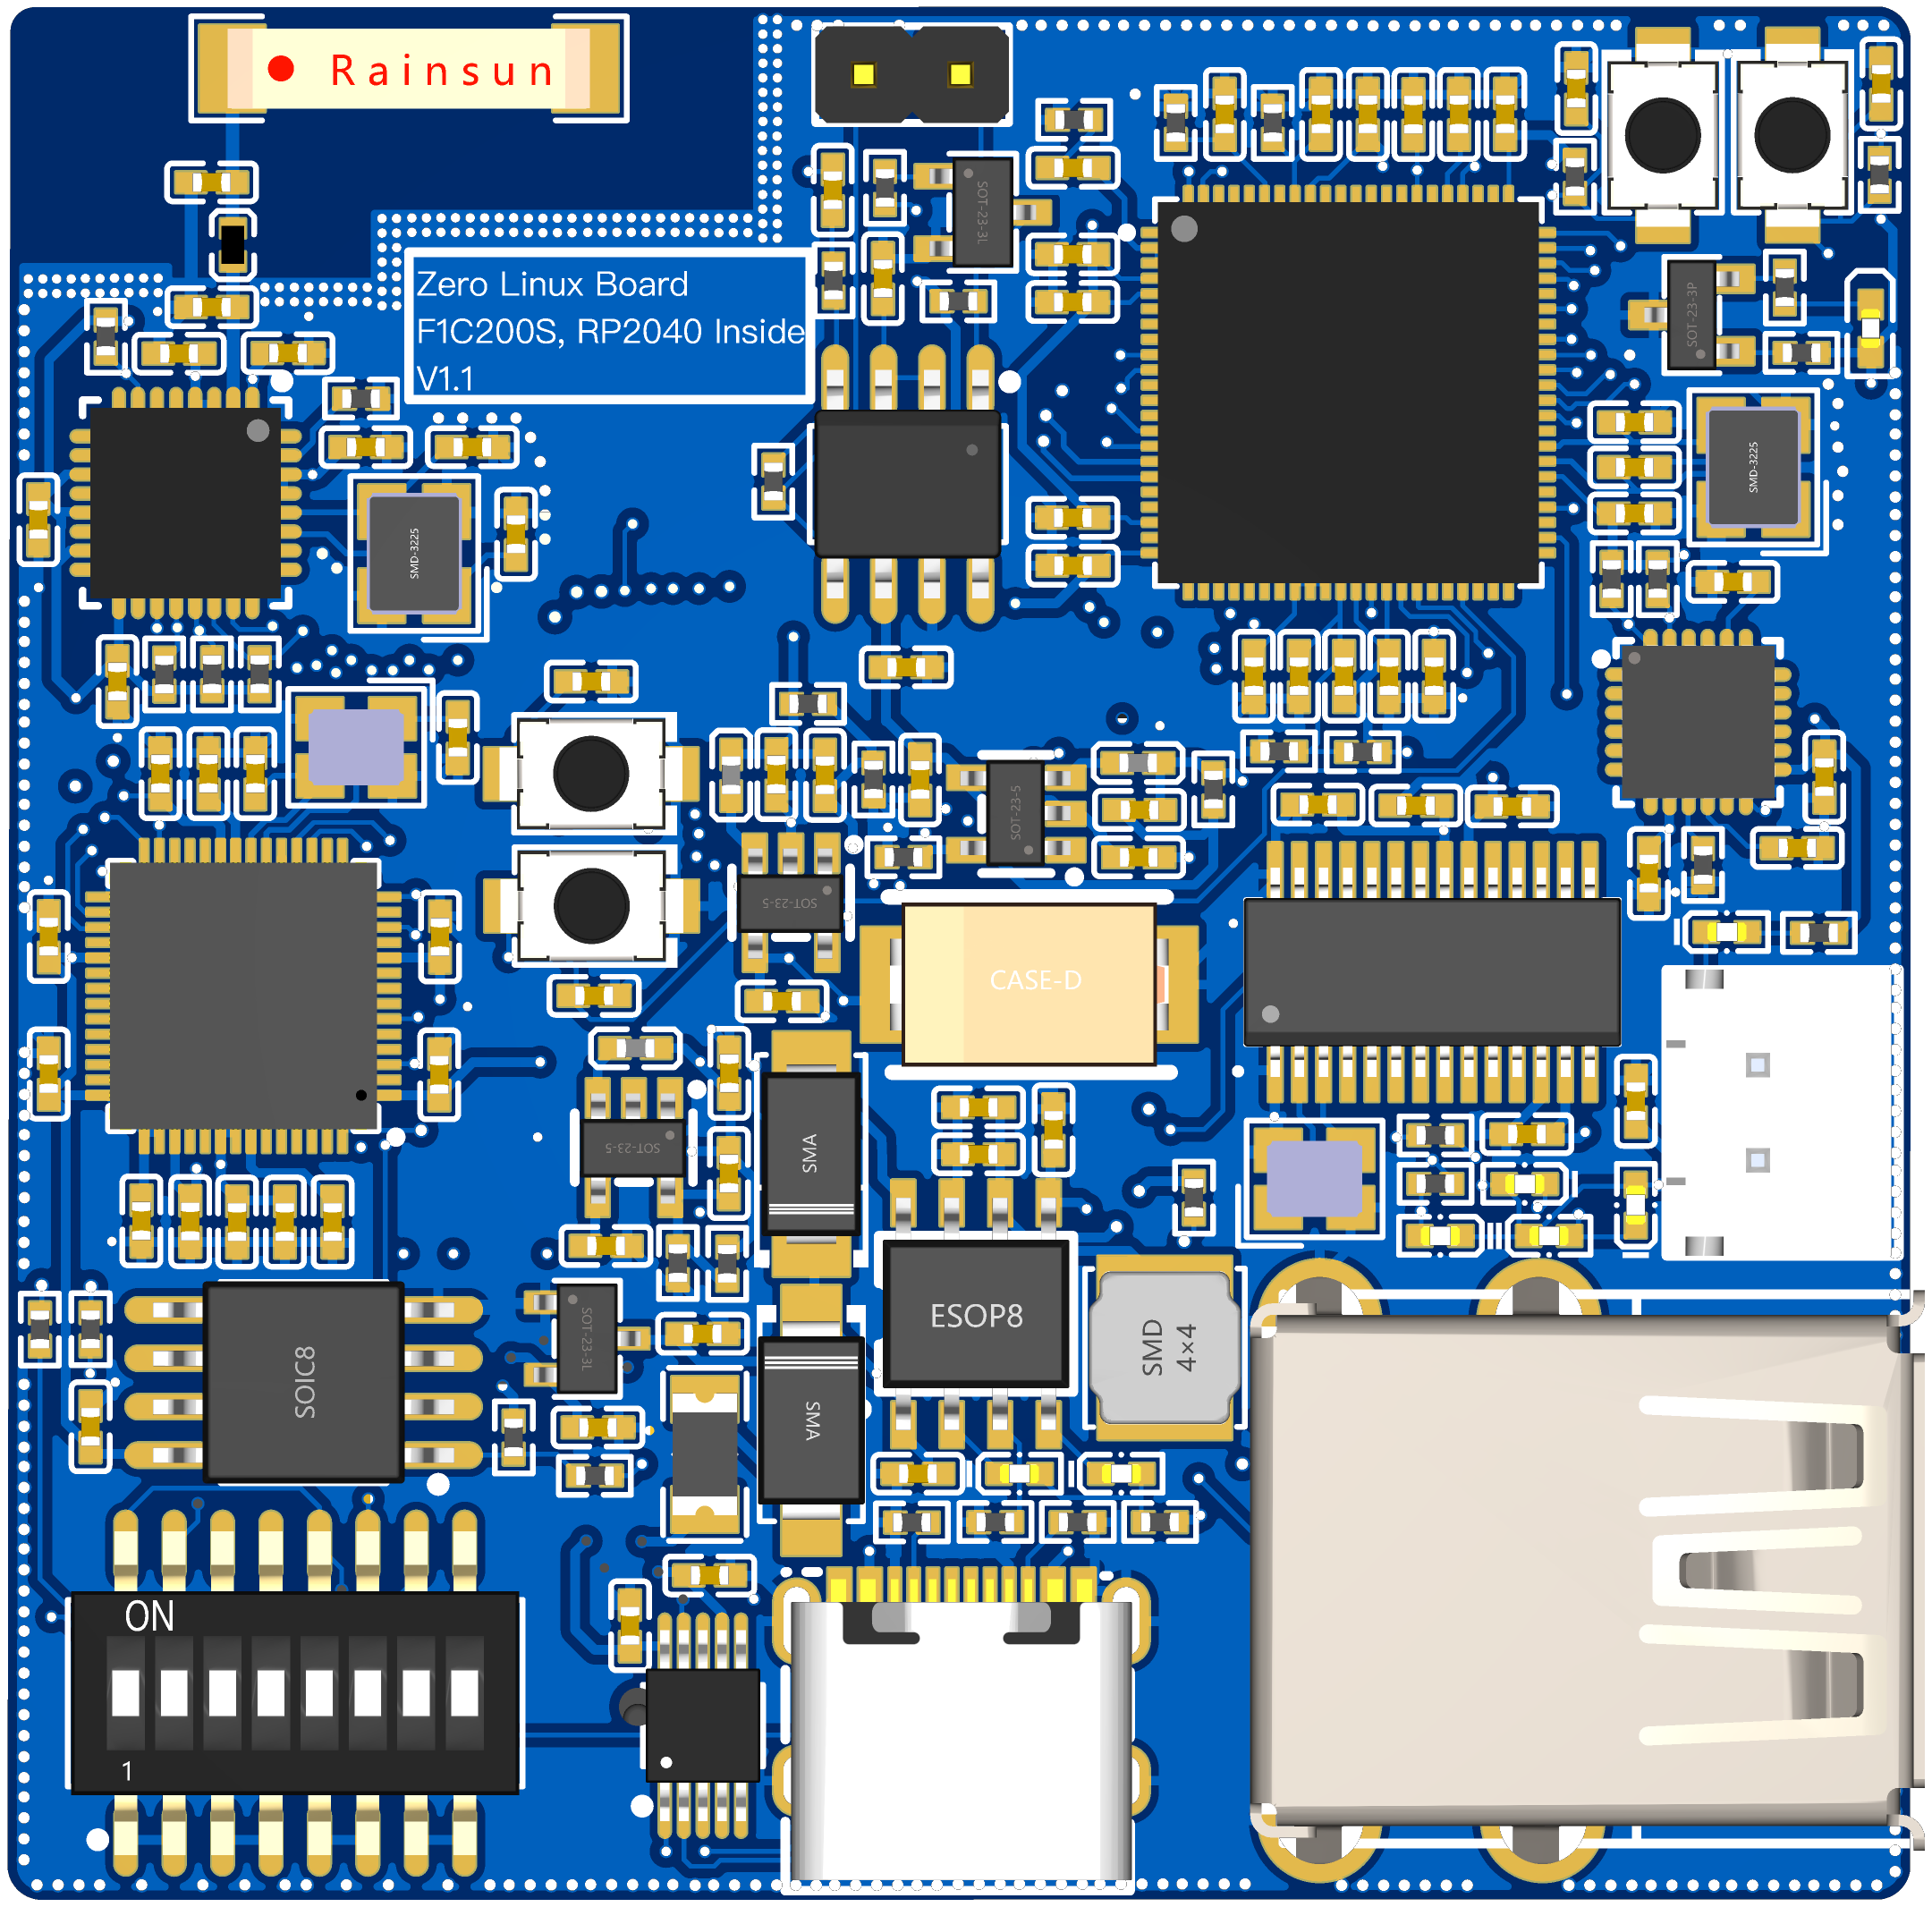 Rainsun
SOT-23-3L
Zero Linux Board
F1C200S, RP2040 Inside
V1.1
SOT-23-3P
SMD-3225
SMD-3225
SOT-23-5
SOT-23-5
CASE-D
SOT-23-5
SMA
ESOP8
SMD
4×4
SOT-23-3L
SOIC8
SMA
ON
1